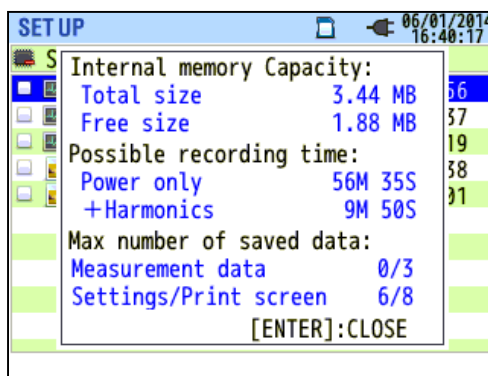 SET UP
06/01/2014
16:40:17
S
Internal memory Capacity:
Total size 3.44 MB
Free size 1.88 MB
Possible recording time:
Power only 56M 35S
+Harmonics 9M 50S
Max number of saved data:
Measurement data 0/3
Settings/Print screen 6/8
[ENTER]:CLOSE
56
37
19
38
01